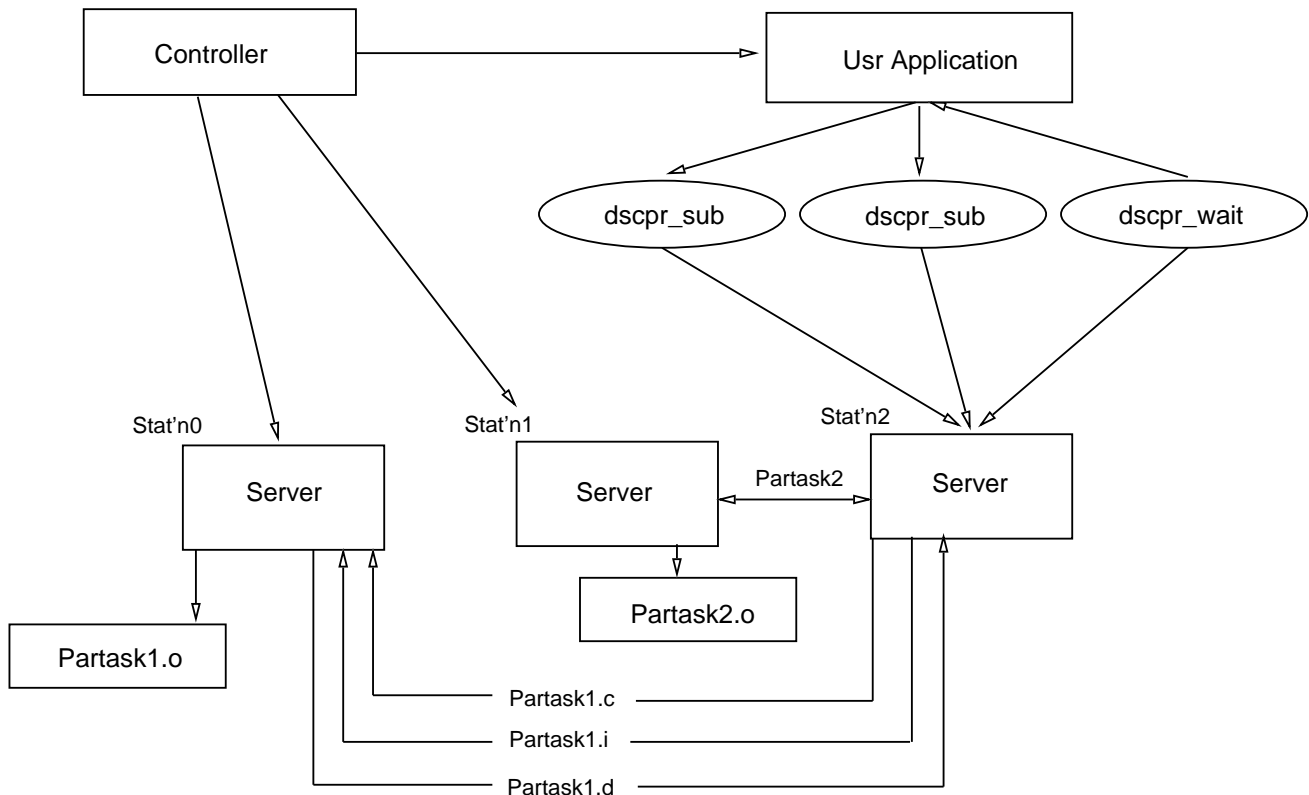 Controller
Usr Application
dscpr_sub
dscpr_sub
dscpr_wait
Stat'n0
Stat'n1
Stat'n2
Server
Server
Partask2
Server
Partask1.o
Partask2.o
Partask1.c
Partask1.i
Partask1.d